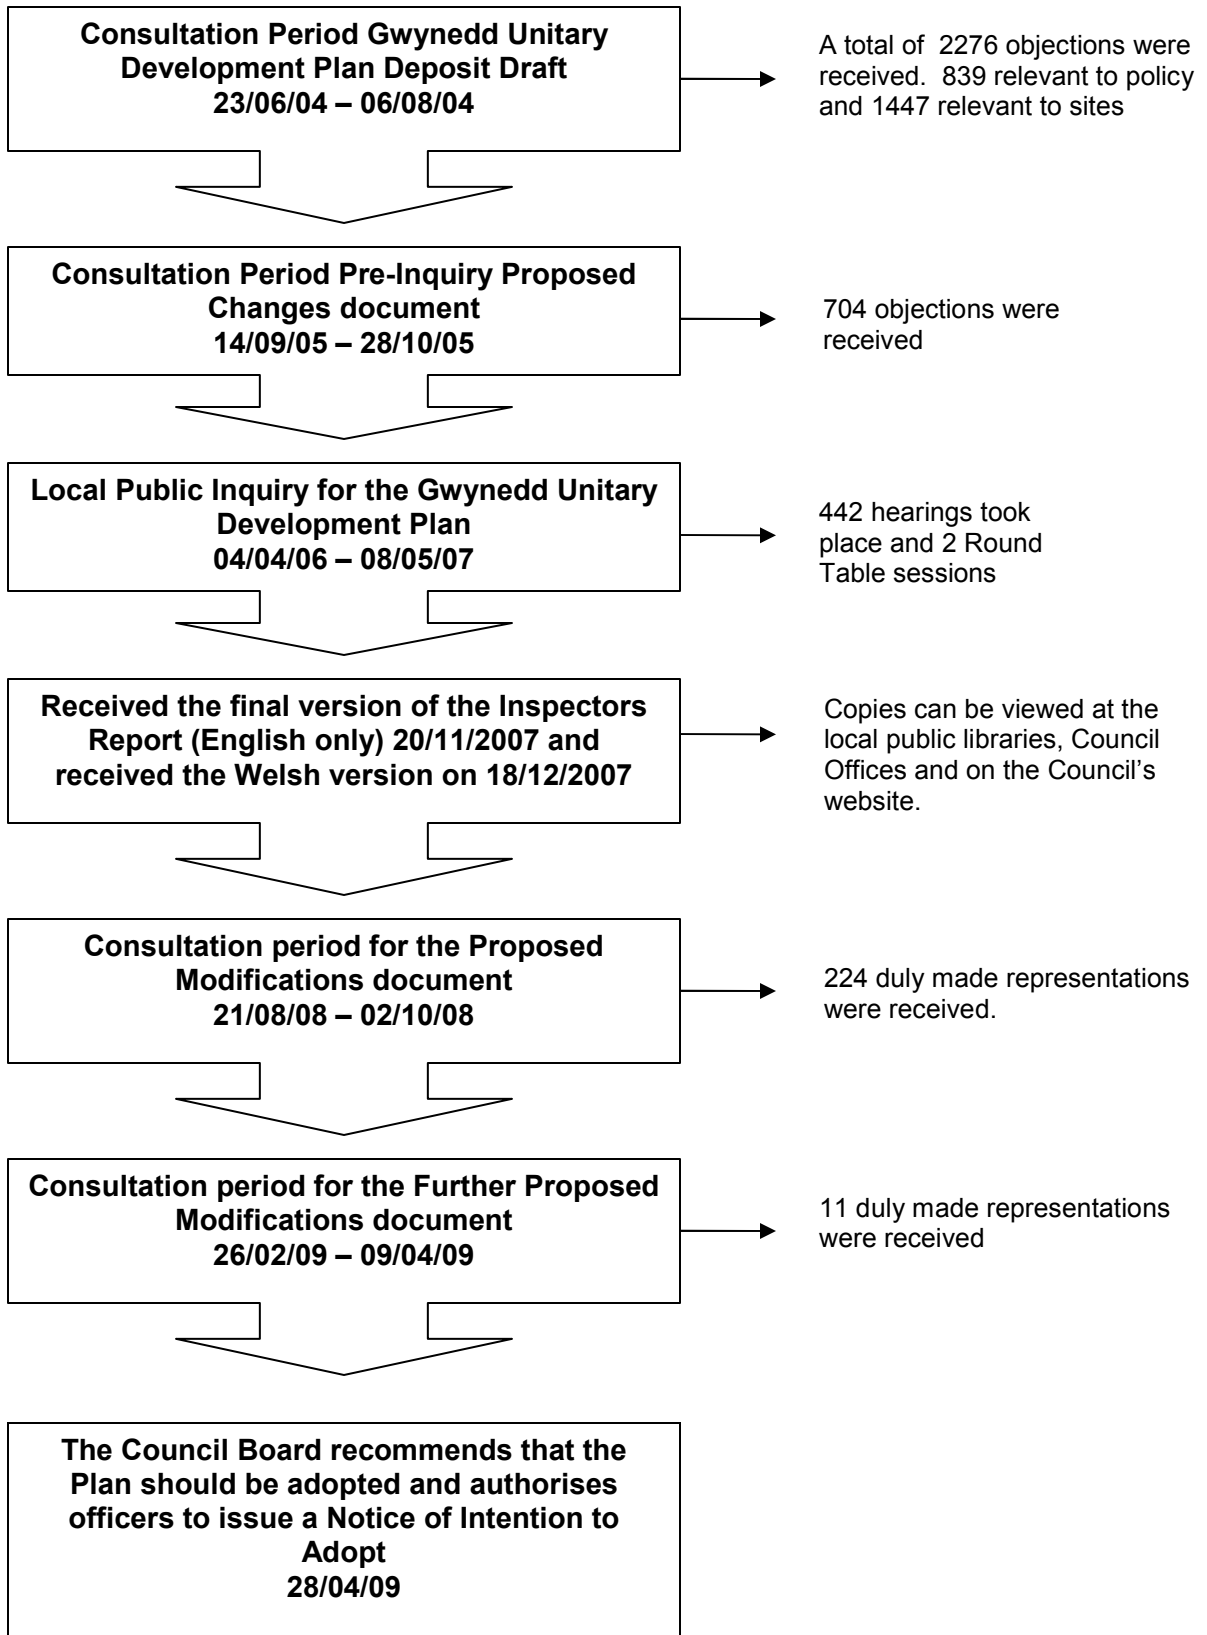 Consultation Period Gwynedd Unitary
Development Plan Deposit Draft
23/06/04 – 06/08/04
A total of  2276 objections were
received.  839 relevant to policy
and 1447 relevant to sites
Consultation Period Pre-Inquiry Proposed
Changes document
14/09/05 – 28/10/05
704 objections were
received
Local Public Inquiry for the Gwynedd Unitary
Development Plan
04/04/06 – 08/05/07
442 hearings took
place and 2 Round
Table sessions
Received the final version of the Inspectors
Report (English only) 20/11/2007 and
received the Welsh version on 18/12/2007
Copies can be viewed at the
local public libraries, Council
Offices and on the Council’s
website.
Consultation period for the Proposed
Modifications document
21/08/08 – 02/10/08
224 duly made representations
were received.
Consultation period for the Further Proposed
Modifications document
26/02/09 – 09/04/09
11 duly made representations
were received
The Council Board recommends that the
Plan should be adopted and authorises
officers to issue a Notice of Intention to
Adopt
28/04/09